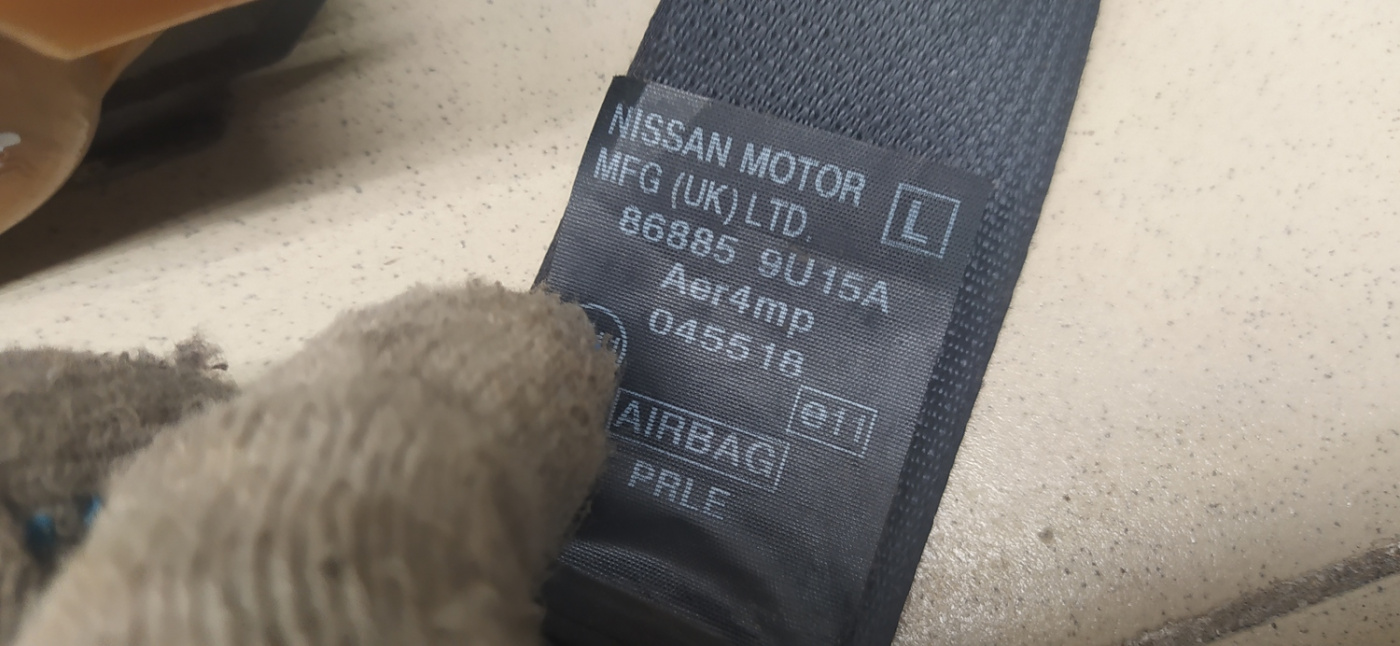 NISSAN MOTOR
MFG (UK) LTD. L
86885 9U15A
Aer4mp
045518
e11
AIRBAG
PRLE